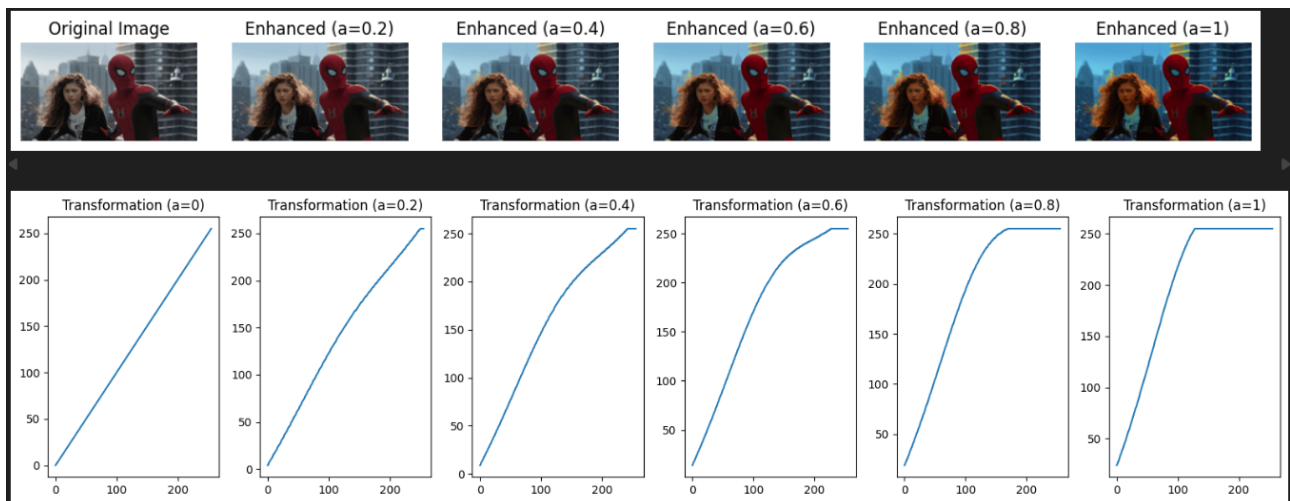 Original Image
Enhanced (a=0.2)
Enhanced (a=0.4)
Enhanced (a=0.6)
Enhanced (a=0.8)
Enhanced (a=1)
Transformation (a=0)
250
200
150
100
50
0
0 100 200
Transformation (a=0.2)
250
200
150
100
50
0
0 100 200
Transformation (a=0.4)
250
200
150
100
50
0
0 100 200
Transformation (a=0.6)
250
200
150
100
50
0 100 200
Transformation (a=0.8)
250
200
150
100
50
0 100 200
Transformation (a=1)
250
200
150
100
50
0 100 200